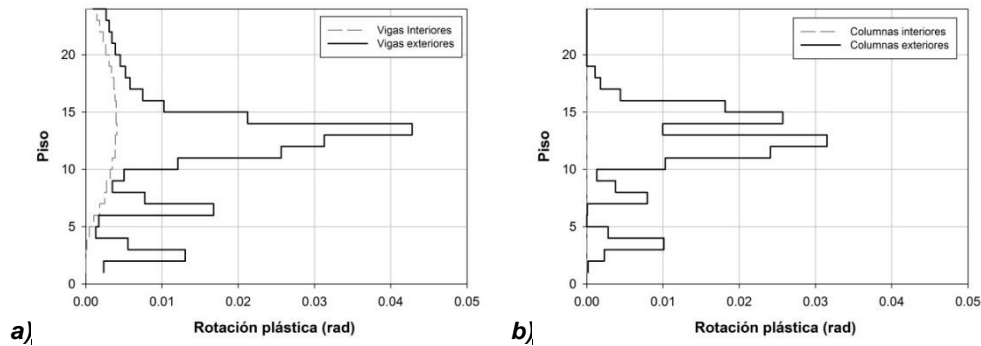 Piso
20
15
10
5
0
0.00 0.01 0.02 0.03 0.04 0.05
Rotación plástica (rad)
Vigas Interiores
Vigas exteriores
a)
Piso
20
15
10
5
0
0.00 0.01 0.02 0.03 0.04 0.05
Rotación plástica (rad)
Columnas interiores
Columnas exteriores
b)